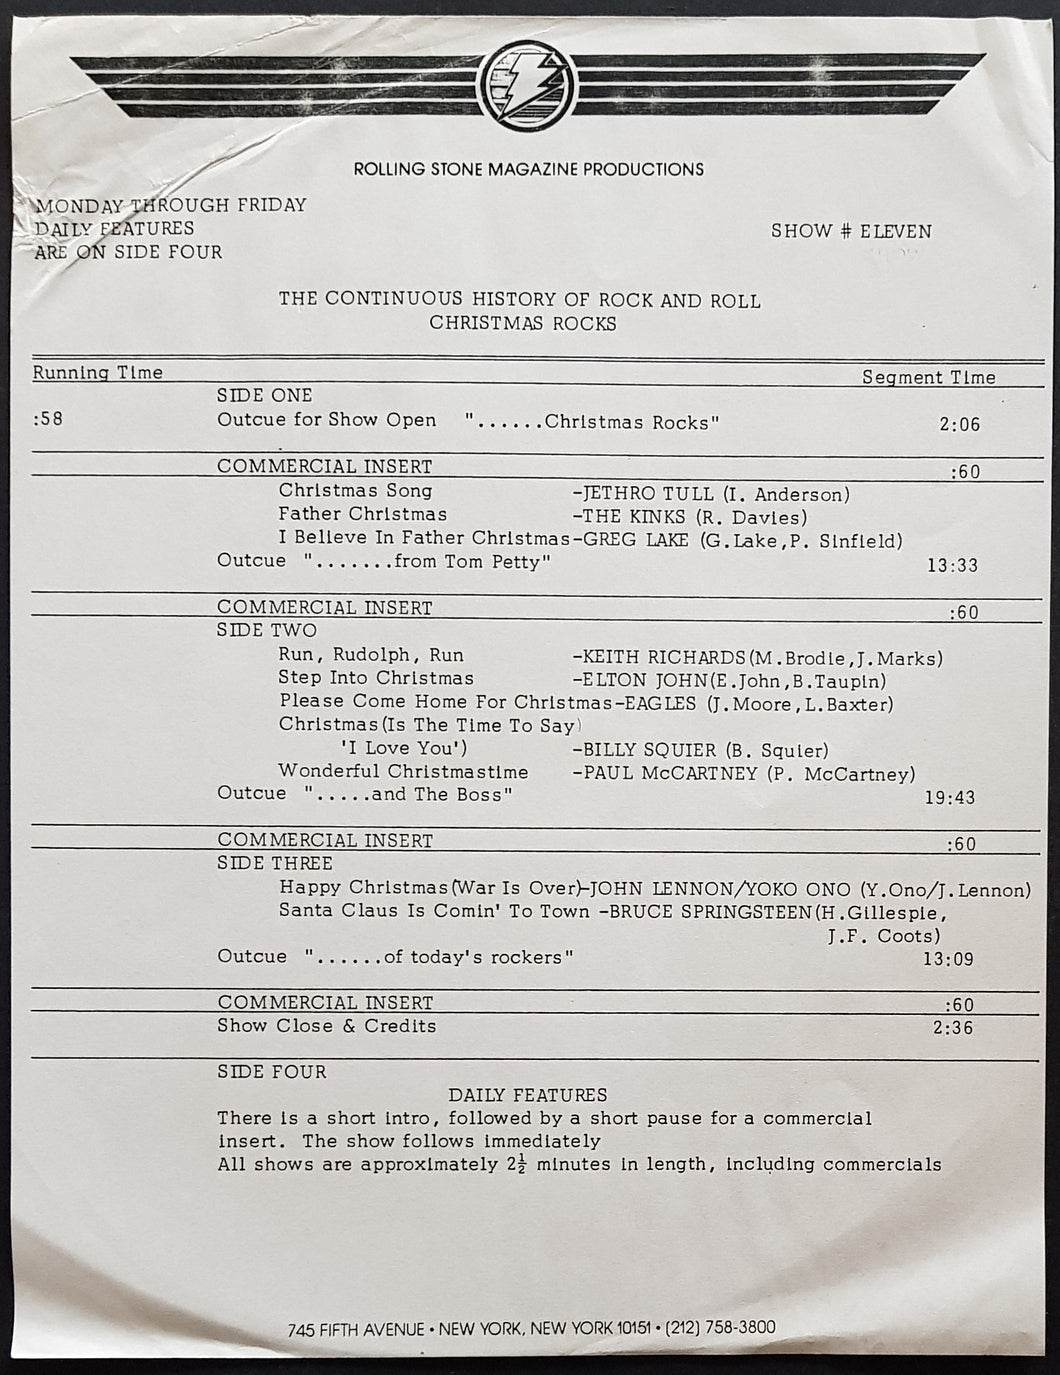 ROLLING STONE MAGAZINE PRODUCTIONS
MONDAY THROUGH FRIDAY
DAILY FEATURES
ARE ON SIDE FOUR
SHOW # ELEVEN
THE CONTINUOUS HISTORY OF ROCK AND ROLL
CHRISTMAS ROCKS
Running Time Segment Time
SIDE ONE
:58 Outcue for Show Open "......Christmas Rocks" 2:06
COMMERCIAL INSERT :60
Christmas Song -JETHRO TULL (I. Anderson)
Father Christmas -THE KINKS (R. Davies)
I Believe In Father Christmas-GREG LAKE (G.Lake,P. Sinfield)
Outcue ".......from Tom Petty" 13:33
COMMERCIAL INSERT :60
SIDE TWO
Run, Rudolph, Run -KEITH RICHARDS(M.Brodie,J.Marks)
Step Into Christmas -ELTON JOHN(E.John,B.Taupin)
Please Come Home For Christmas-EAGLES (J.Moore,L.Baxter)
Christmas(Is The Time To Say)
'I Love You') -BILLY SQUIER (B. Squier)
Wonderful Christmastime -PAUL McCARTNEY (P. McCartney)
Outcue ".....and The Boss" 19:43
COMMERCIAL INSERT :60
SIDE THREE
Happy Christmas(War Is Over)-JOHN LENNON/YOKO ONO (Y.Ono/J.Lennon)
Santa Claus Is Comin' To Town -BRUCE SPRINGSTEEN(H.Gillespie,
J.F. Coots)
Outcue "......of today's rockers" 13:09
COMMERCIAL INSERT :60
Show Close & Credits 2:36
SIDE FOUR
DAILY FEATURES
There is a short intro, followed by a short pause for a commercial
insert. The show follows immediately
All shows are approximately 2½ minutes in length, including commercials
745 FIFTH AVENUE • NEW YORK, NEW YORK 10151 • (212) 758-3800